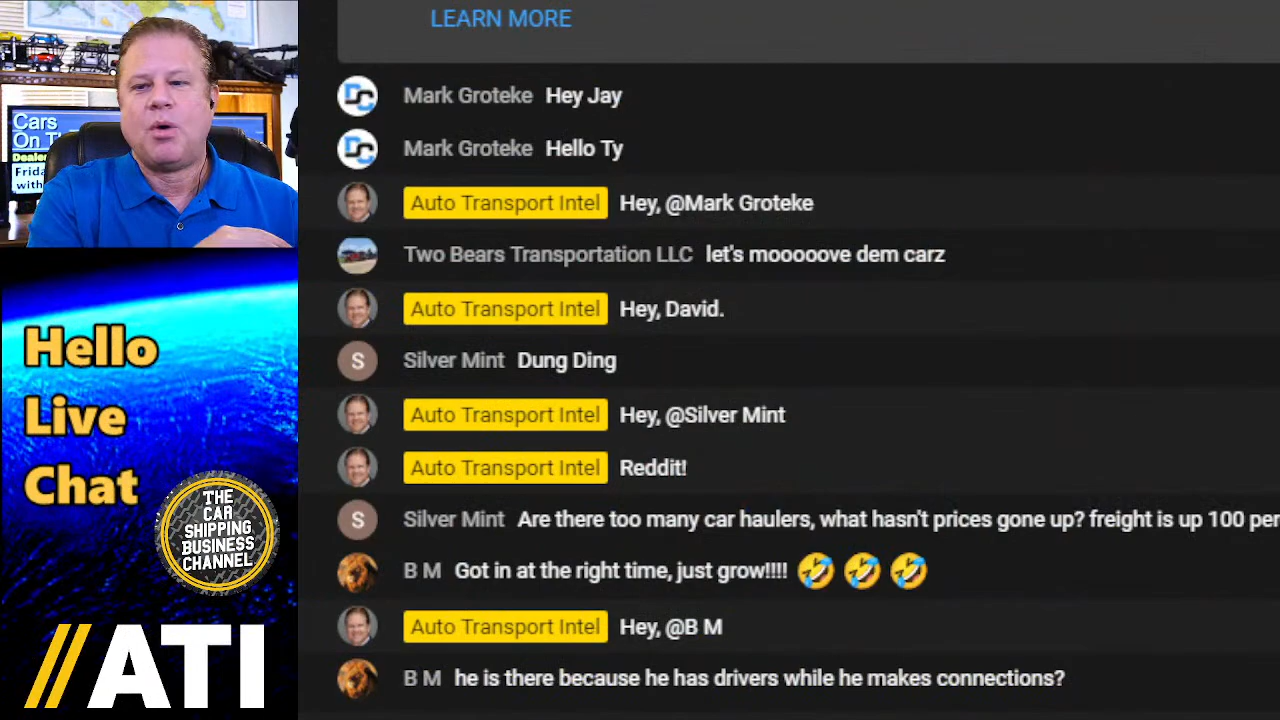 LEARN MORE
Mark Groteke Hey Jay
Mark Groteke Hello Ty
Auto Transport Intel Hey, @Mark Groteke
Two Bears Transportation LLC let's mooooove dem carz
Auto Transport Intel Hey, David.
S Silver Mint Dung Ding
Auto Transport Intel Hey, @Silver Mint
Auto Transport Intel Reddit!
S Silver Mint Are there too many car haulers, what hasn't prices gone up? freight is up 100 per
B M Got in at the right time, just grow!!!! 🤣 🤣 🤣
Auto Transport Intel Hey, @B M
B M he is there because he has drivers while he makes connections?
Cars
On T
Deale
Frida
with
Hello
Live
Chat
THE
CAR
SHIPPING
BUSINESS
CHANNEL
//ATI